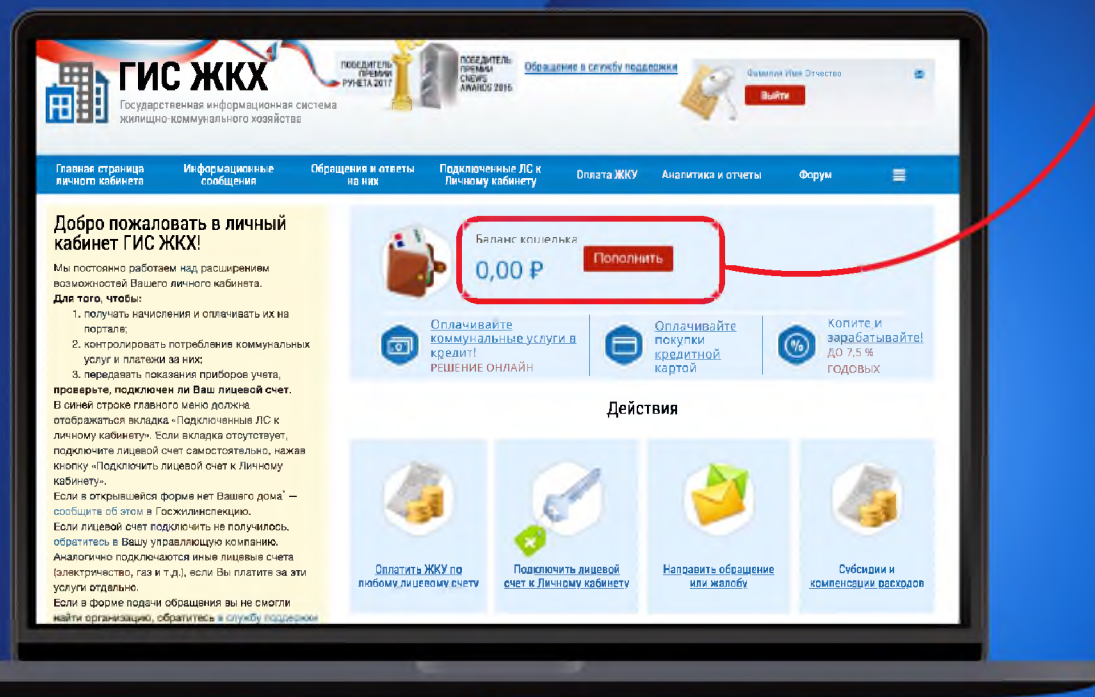 ГИС ЖКХ
Государственная информационная система
жилищно-коммунального хозяйства
ПОБЕДИТЕЛЬ
ПРЕМИИ
РУНЕТА 2017
ПОБЕДИТЕЛЬ
ПРЕМИИ
CNEWS
AWARDS 2016
Обращение в службу поддержки
Фамилия Имя Отчество
Выйти
Главная страница
личного кабинета
Информационные
сообщения
Обращения и ответы
на них
Подключенные ЛС к
Личному кабинету
Оплата ЖКУ
Аналитика и отчеты
Форум
Добро пожаловать в личный
кабинет ГИС ЖКХ!
Мы постоянно работаем над расширением
возможностей Вашего личного кабинета.
Для того, чтобы:
1. получать начисления и оплачивать их на
портале;
2. контролировать потребление коммунальных
услуг и платежи за них;
3. передавать показания приборов учета,
проверьте, подключен ли Ваш лицевой счет.
В синей строке главного меню должна
отображаться вкладка «Подключенные ЛС к
личному кабинету». Если вкладка отсутствует,
подключите лицевой счет самостоятельно, нажав
кнопку «Подключить лицевой счет к Личному
кабинету».
Если в открывшейся форме нет Вашего дома* —
сообщите об этом в Госжилинспекцию.
Если лицевой счет подключить не получилось,
обратитесь в Вашу управляющую компанию.
Аналогично подключаются иные лицевые счета
(электричество, газ и т.д.), если Вы платите за эти
услуги отдельно.
Если в форме подачи обращения вы не смогли
найти организацию, обратитесь в службу поддержки
Баланс кошелька
0,00 ₽
Пополнить
Оплачивайте
коммунальные услуги в
кредит!
РЕШЕНИЕ ОНЛАЙН
Оплачивайте
покупки
кредитной
картой
Копите и
зарабатывайте!
ДО 7,5 %
ГОДОВЫХ
Действия
Оплатить ЖКУ по
любому лицевому счету
Подключить лицевой
счет к Личному кабинету
Направить обращение
или жалобу
Субсидии и
компенсации расходов